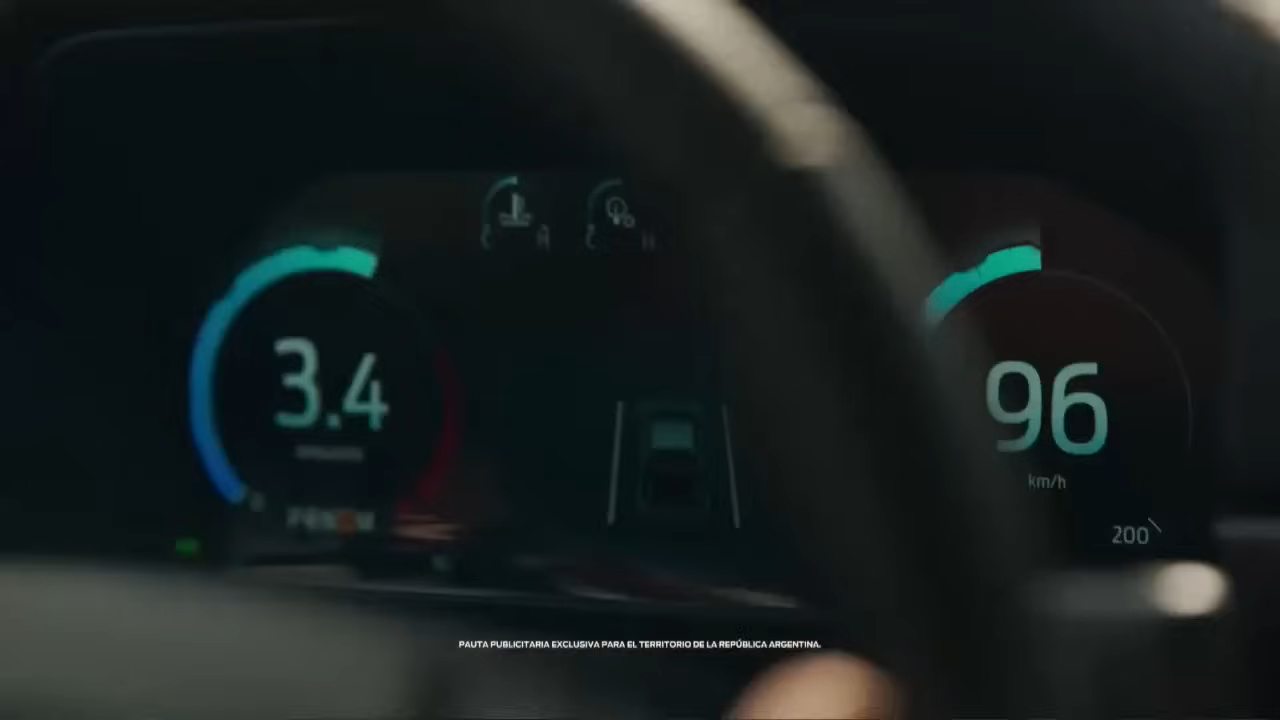 3.4
96
km/h
200
PAUTA PUBLICITARIA EXCLUSIVA PARA EL TERRITORIO DE LA REPÚBLICA ARGENTINA.